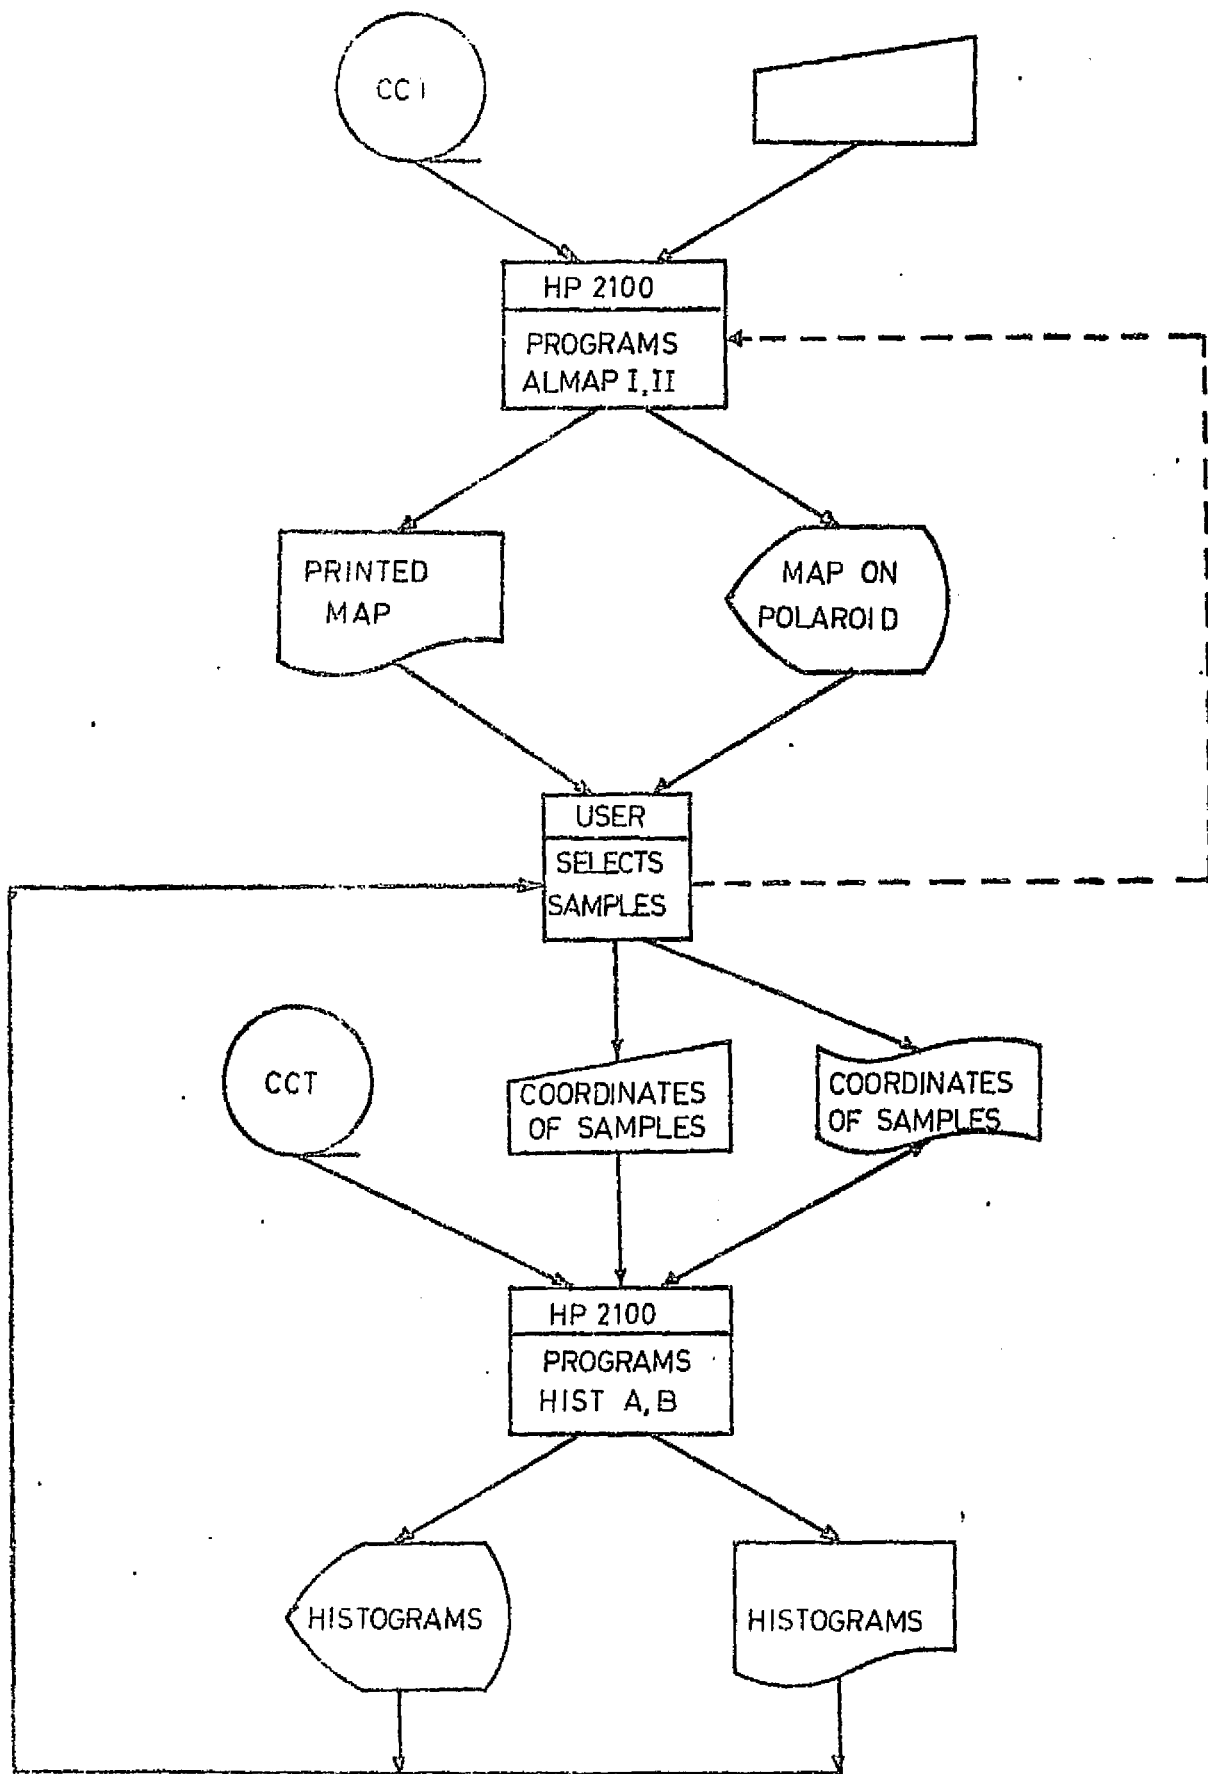 CCT
HP 2100
PROGRAMS
ALMAP I,II
PRINTED
MAP
MAP ON
POLAROID
USER
SELECTS
SAMPLES
CCT
COORDINATES
OF SAMPLES
COORDINATES
OF SAMPLES
HP 2100
PROGRAMS
HIST A,B
HISTOGRAMS
HISTOGRAMS